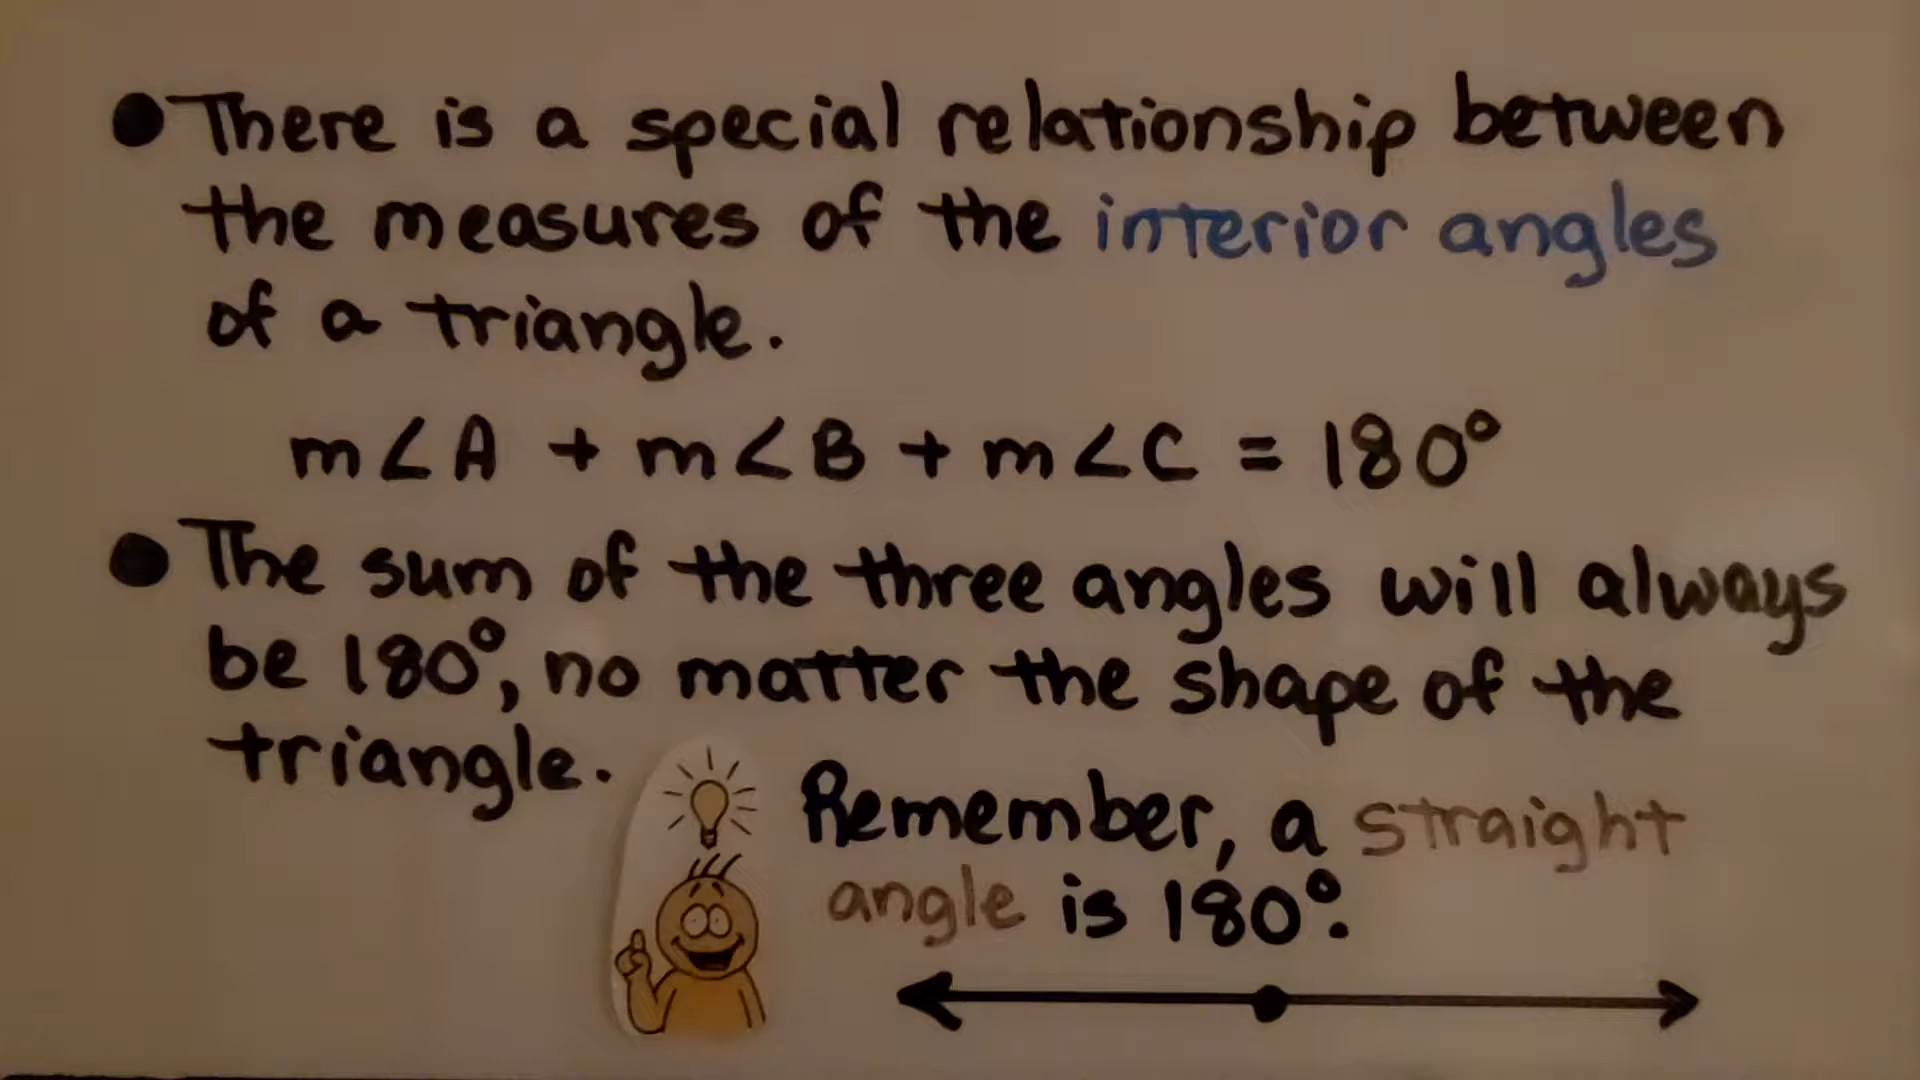 ● There is a special relationship between
the measures of the interior angles
of a triangle.
m∠A + m∠B + m∠C = 180°
● The sum of the three angles will always
be 180°, no matter the shape of the
triangle.
Remember, a straight
angle is 180°.